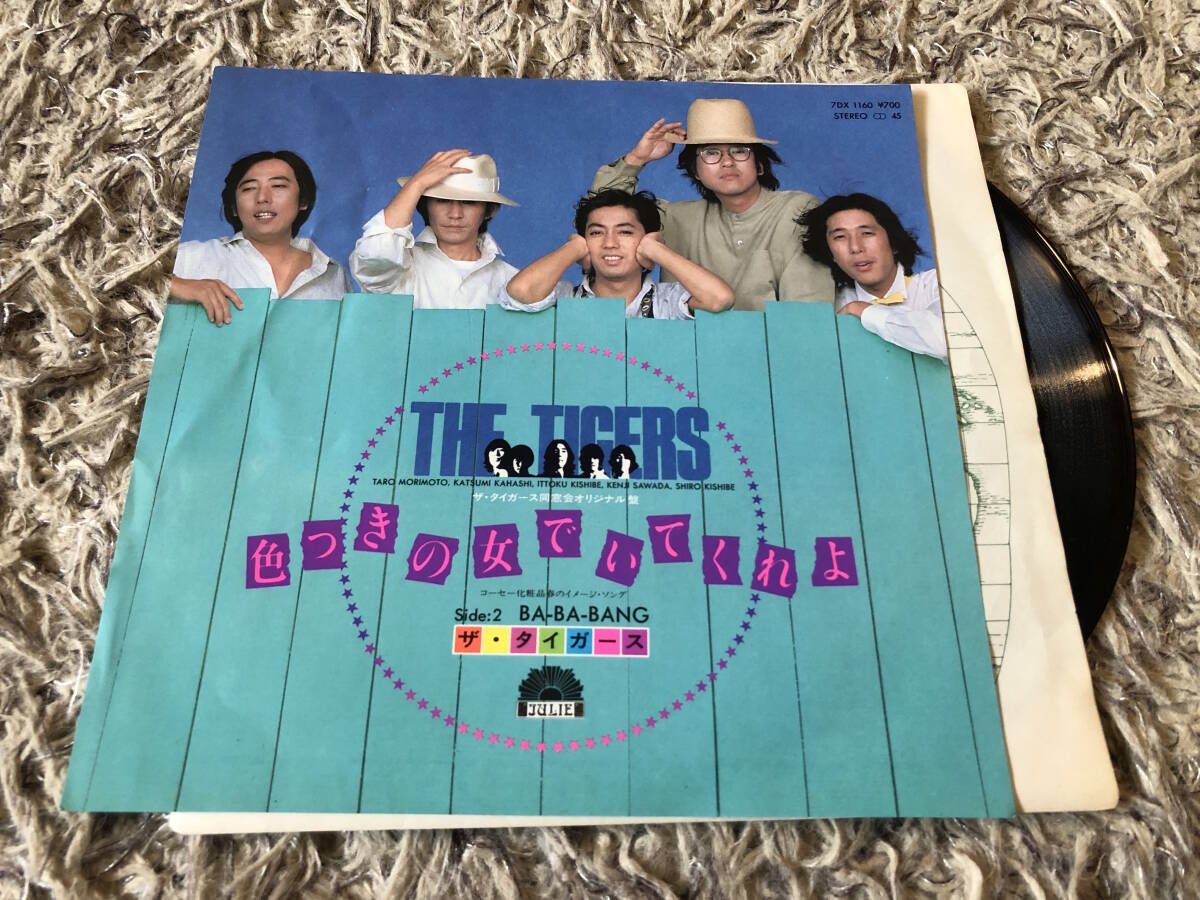 7DX 1160 ¥700
STEREO 45
THE TIGERS
TARO MORIMOTO, KATSUMI KAHASHI, ITTOKU KISHIBE, KENJI SAWADA, SHIRO KISHIBE
ザ・タイガース同窓会オリジナル盤
色つきの女でいてくれよ
コーセー化粧品春のイメージ・ソング
Side:2 BA-BA-BANG
ザ・タイガース
JULIE